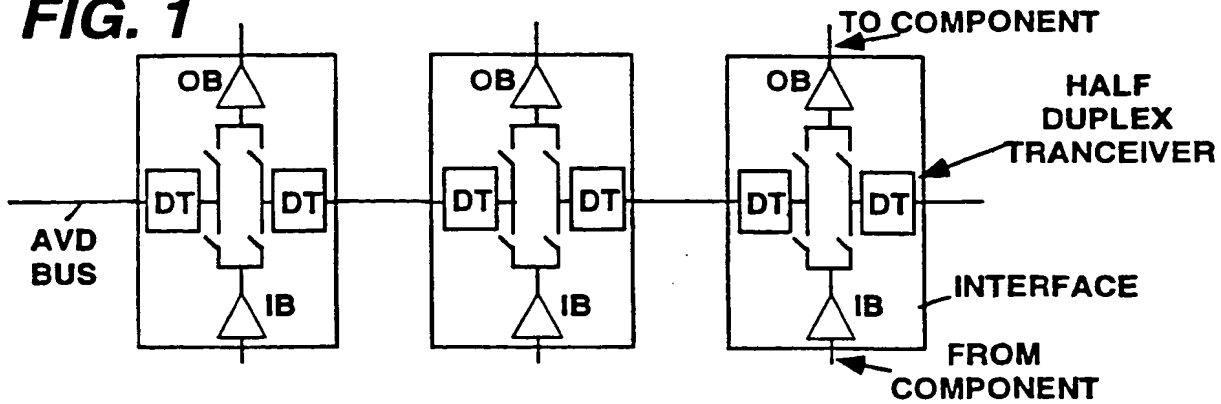 FIG. 1
TO COMPONENT
OB
OB
OB
HALF
DUPLEX
TRANCEIVER
DT
DT
DT
DT
DT
DT
AVD
BUS
IB
IB
IB
INTERFACE
FROM
COMPONENT